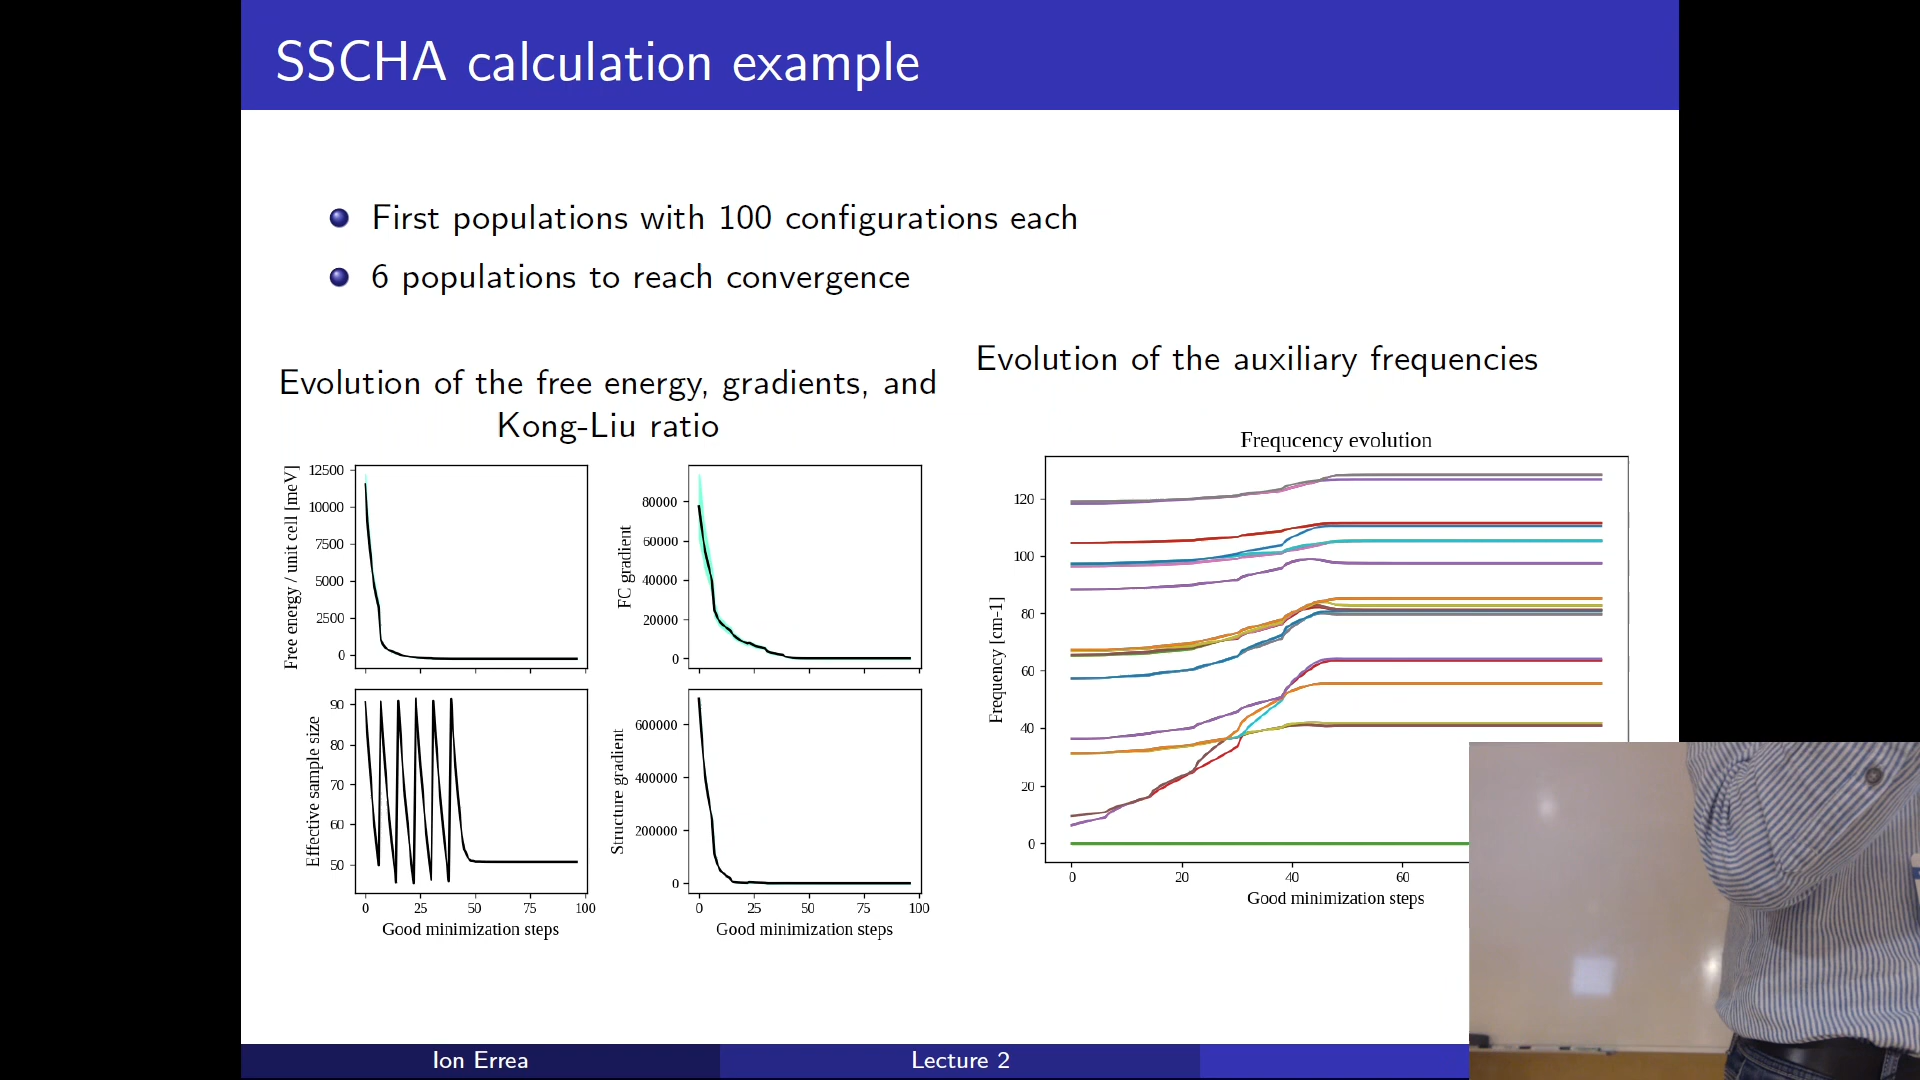 SSCHA calculation example
First populations with 100 configurations each
6 populations to reach convergence
Evolution of the free energy, gradients, and
Kong-Liu ratio
Evolution of the auxiliary frequencies
Free energy / unit cell [meV]
12500
10000
7500
5000
2500
0
FC gradient
80000
60000
40000
20000
0
Effective sample size
90
80
70
60
50
0 25 50 75 100
Good minimization steps
Structure gradient
600000
400000
200000
0
0 25 50 75 100
Good minimization steps
Frequcency evolution
Frequency [cm-1]
120
100
80
60
40
20
0
0 20 40 60
Good minimization steps
Ion Errea
Lecture 2